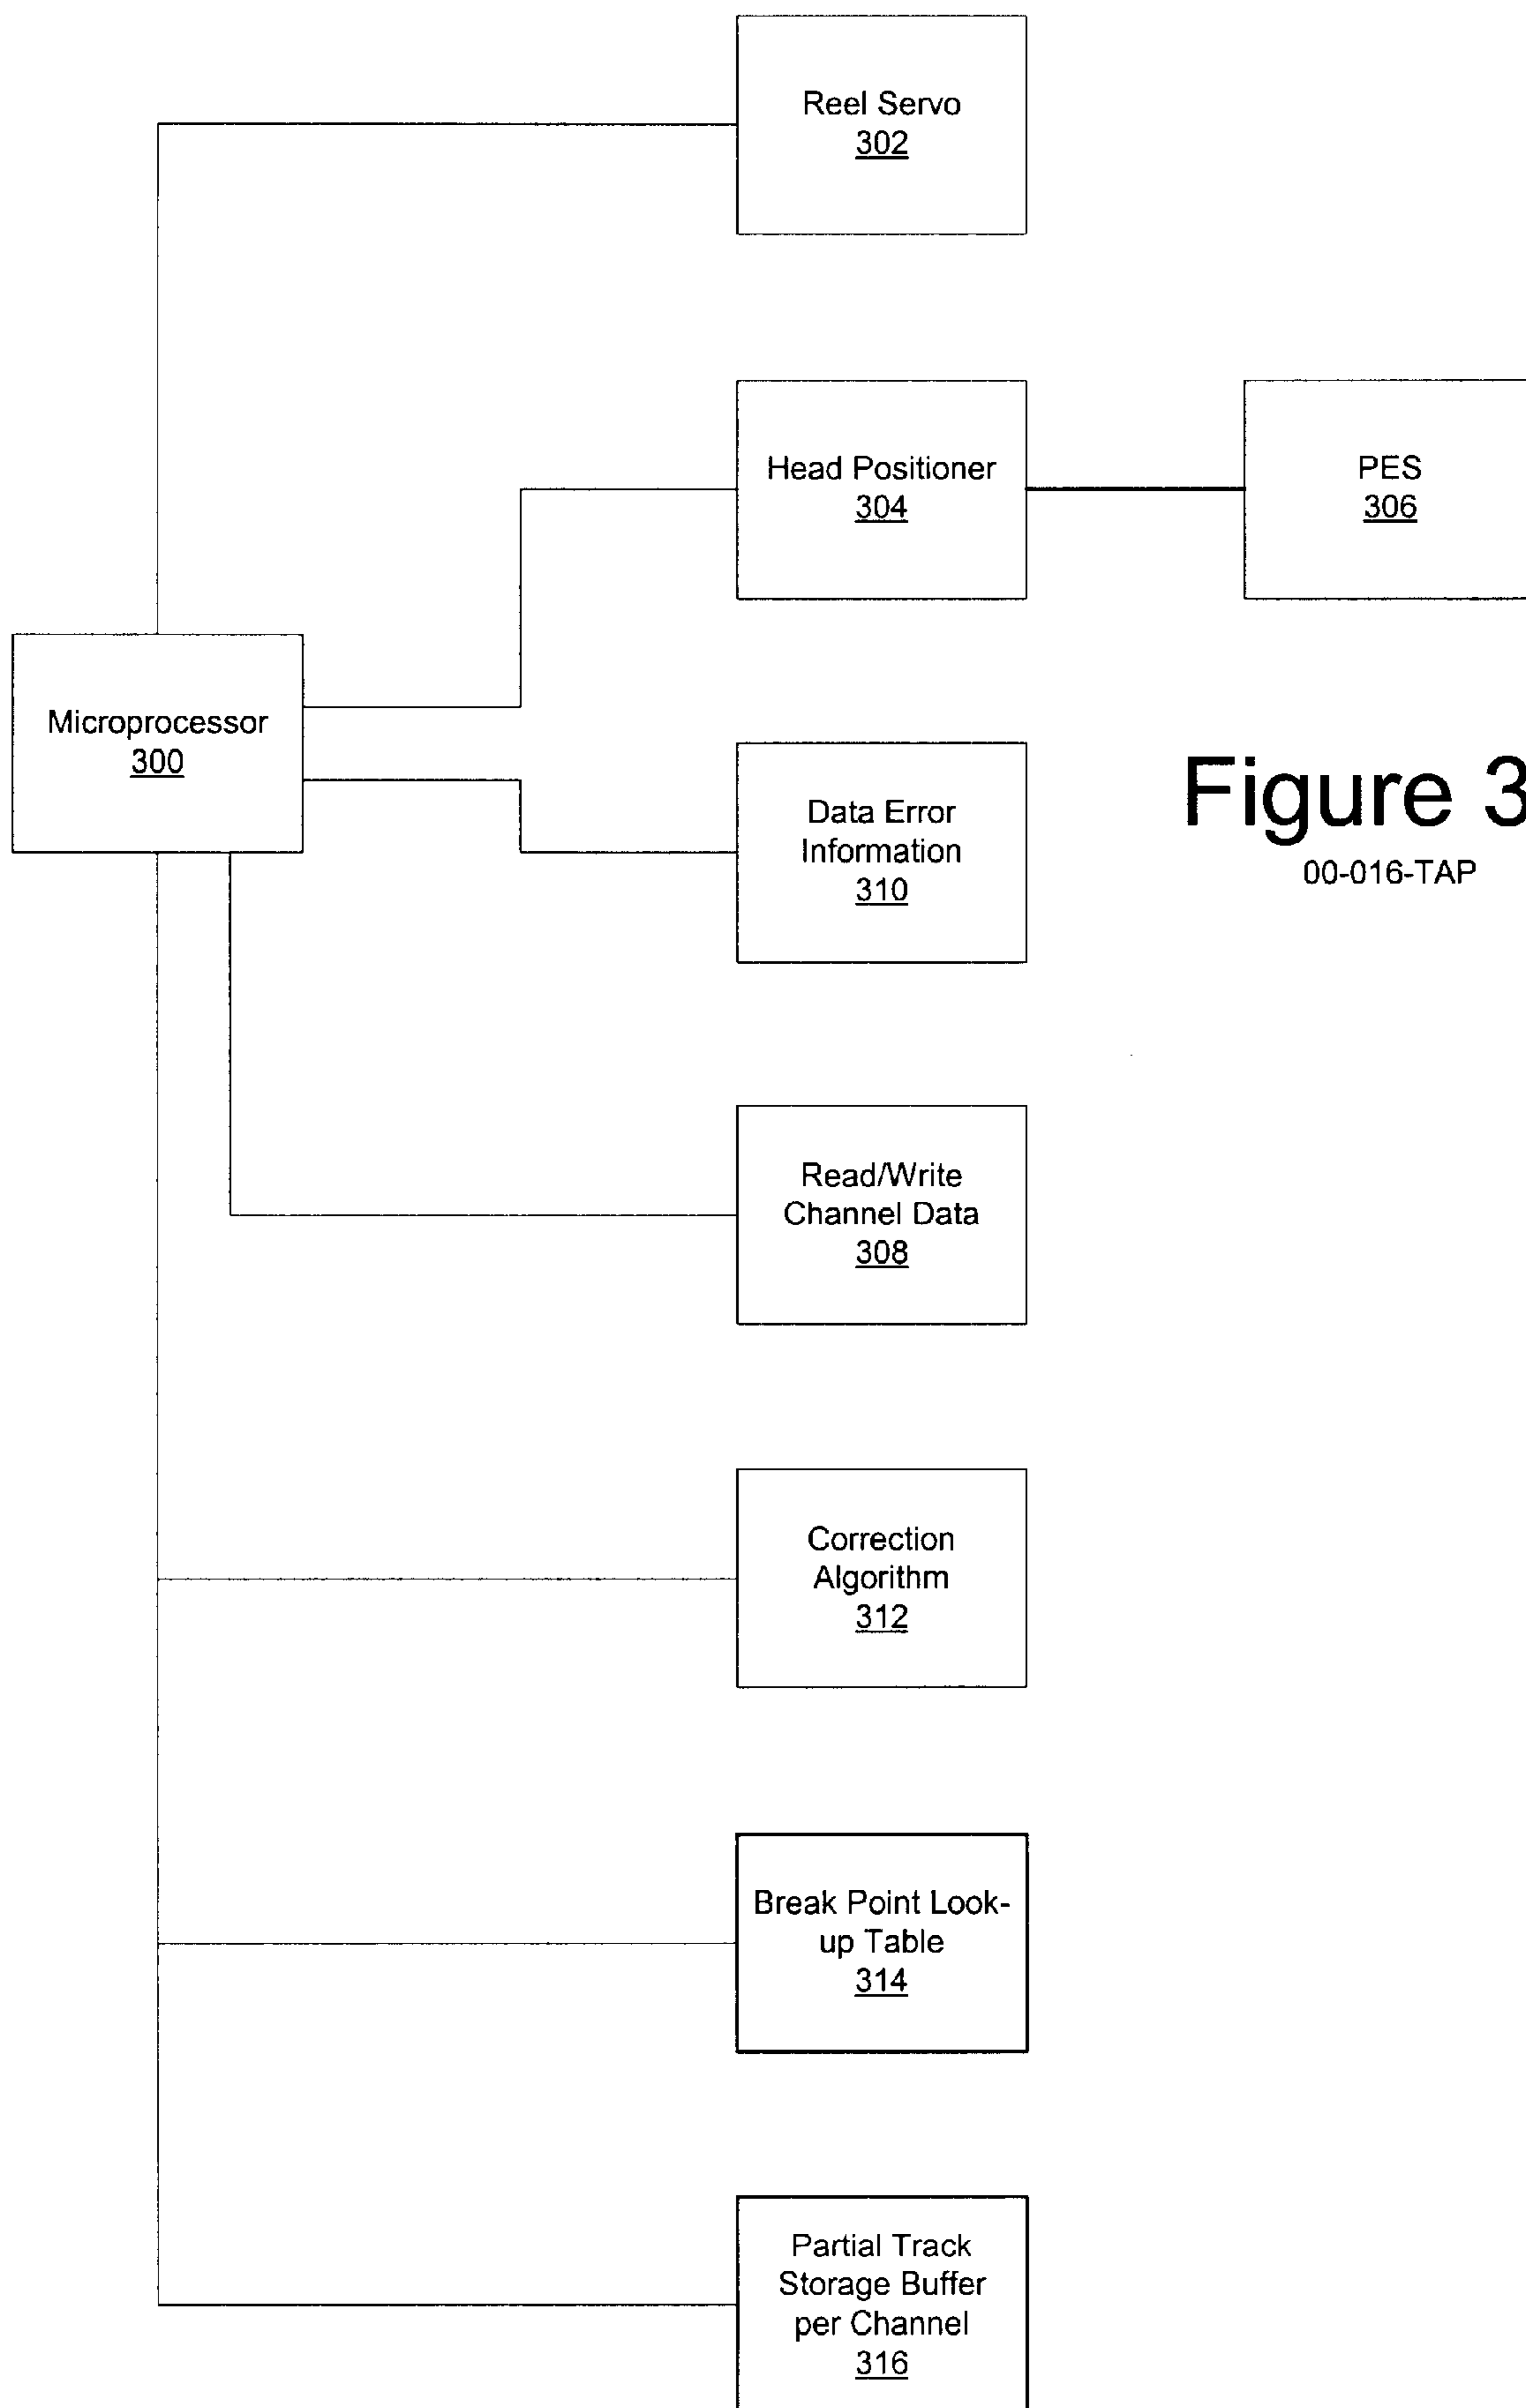 Reel Servo
302
Head Positioner
304
PES
306
Microprocessor
300
Data Error
Information
310
Figure 3
00-016-TAP
Read/Write
Channel Data
308
Correction
Algorithm
312
Break Point Look-
up Table
314
Partial Track
Storage Buffer
per Channel
316